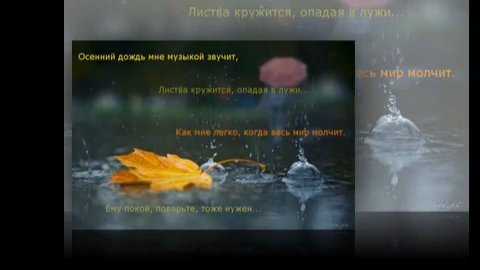 Листва кружится, опадая в лужи...
Осенний дождь мне музыкой звучит,
Листва кружится, опадая в лужи...
весь мир молчит.
Как мне легко, когда весь мир молчит.
Ему покой, поверьте, тоже нужен...